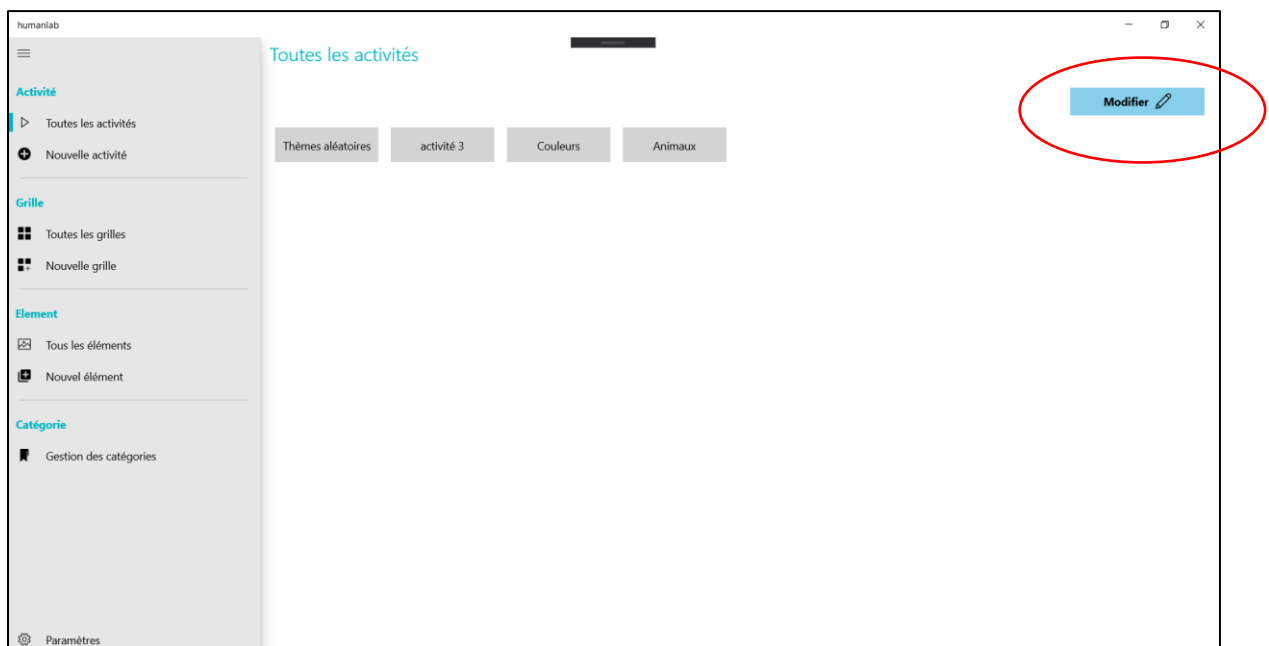 humanlab
Toutes les activités
Activité
Modifier
Toutes les activités
Nouvelle activité
Thèmes aléatoires
activité 3
Couleurs
Animaux
Grille
Toutes les grilles
Nouvelle grille
Element
Tous les éléments
Nouvel élément
Catégorie
Gestion des catégories
Paramètres